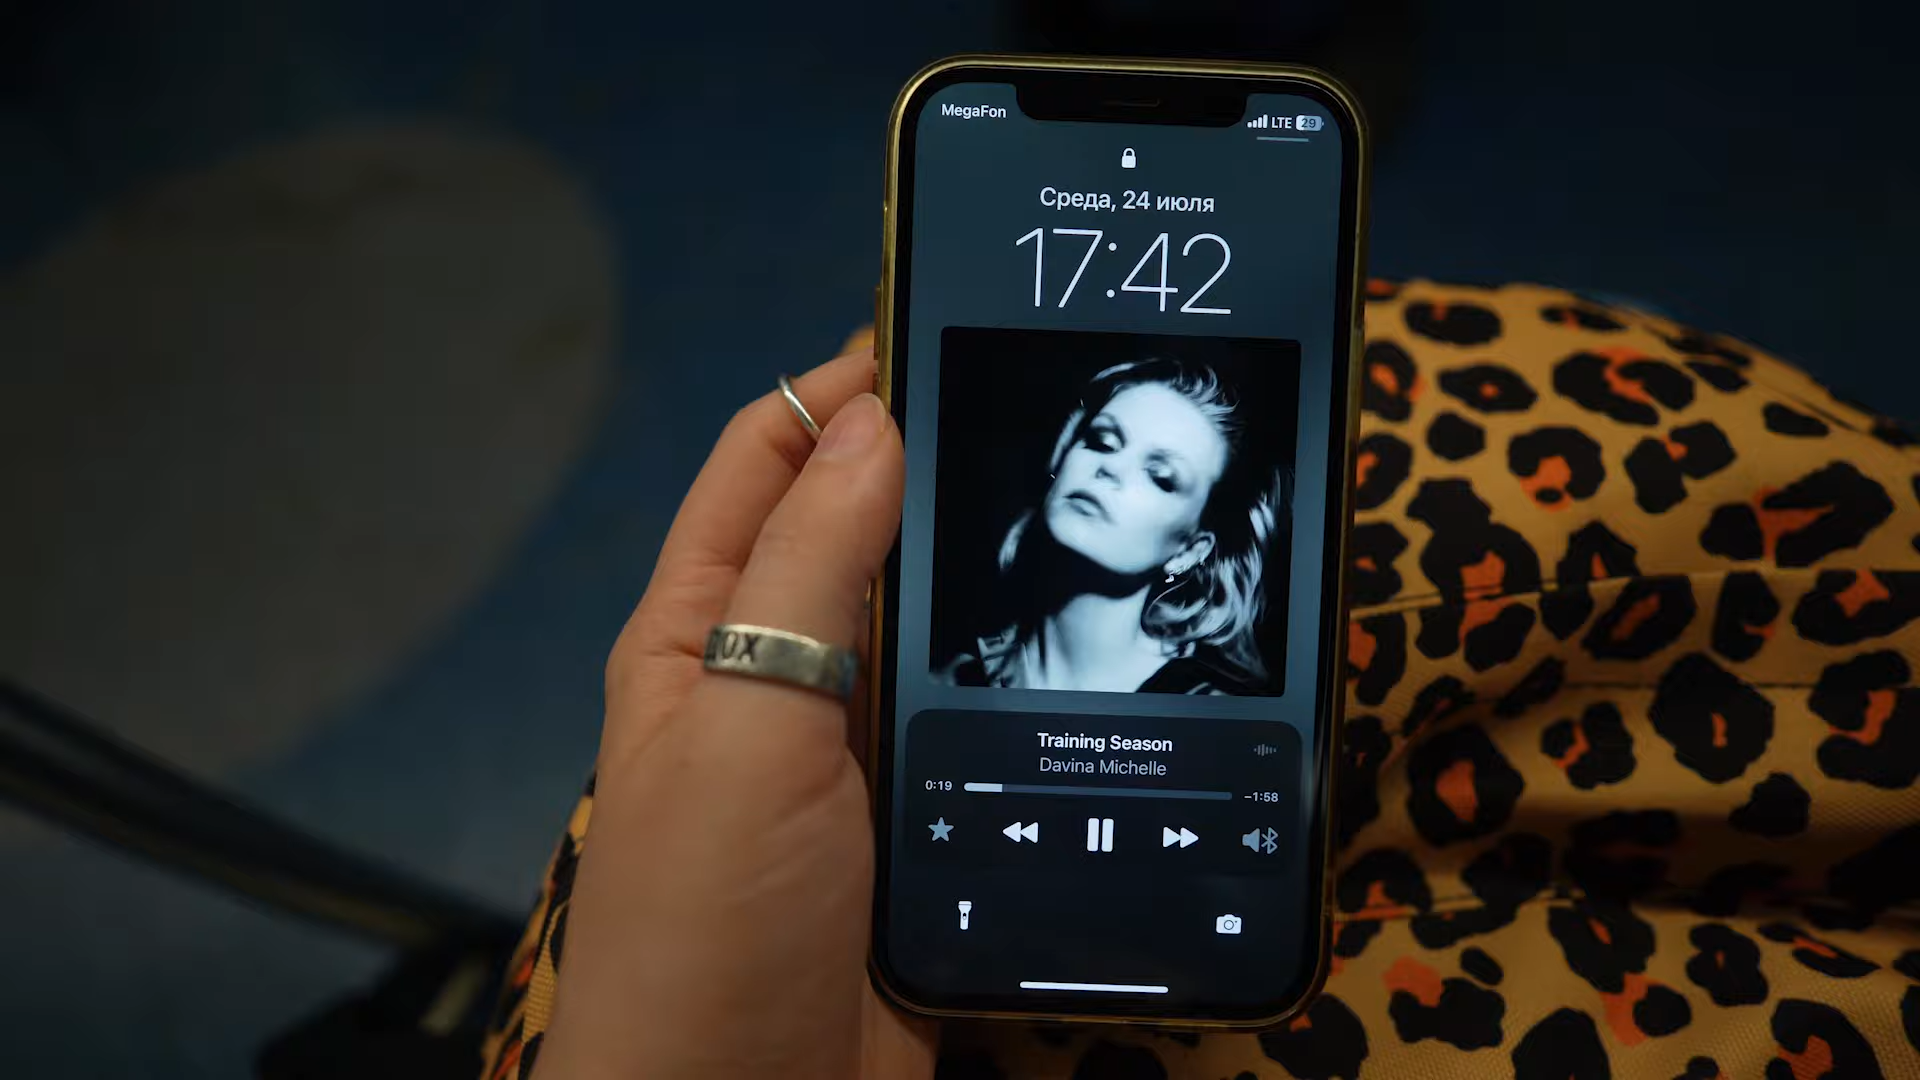 MegaFon
LTE 29
Среда, 24 июля
17:42
Training Season
Davina Michelle
0:19
−1:58